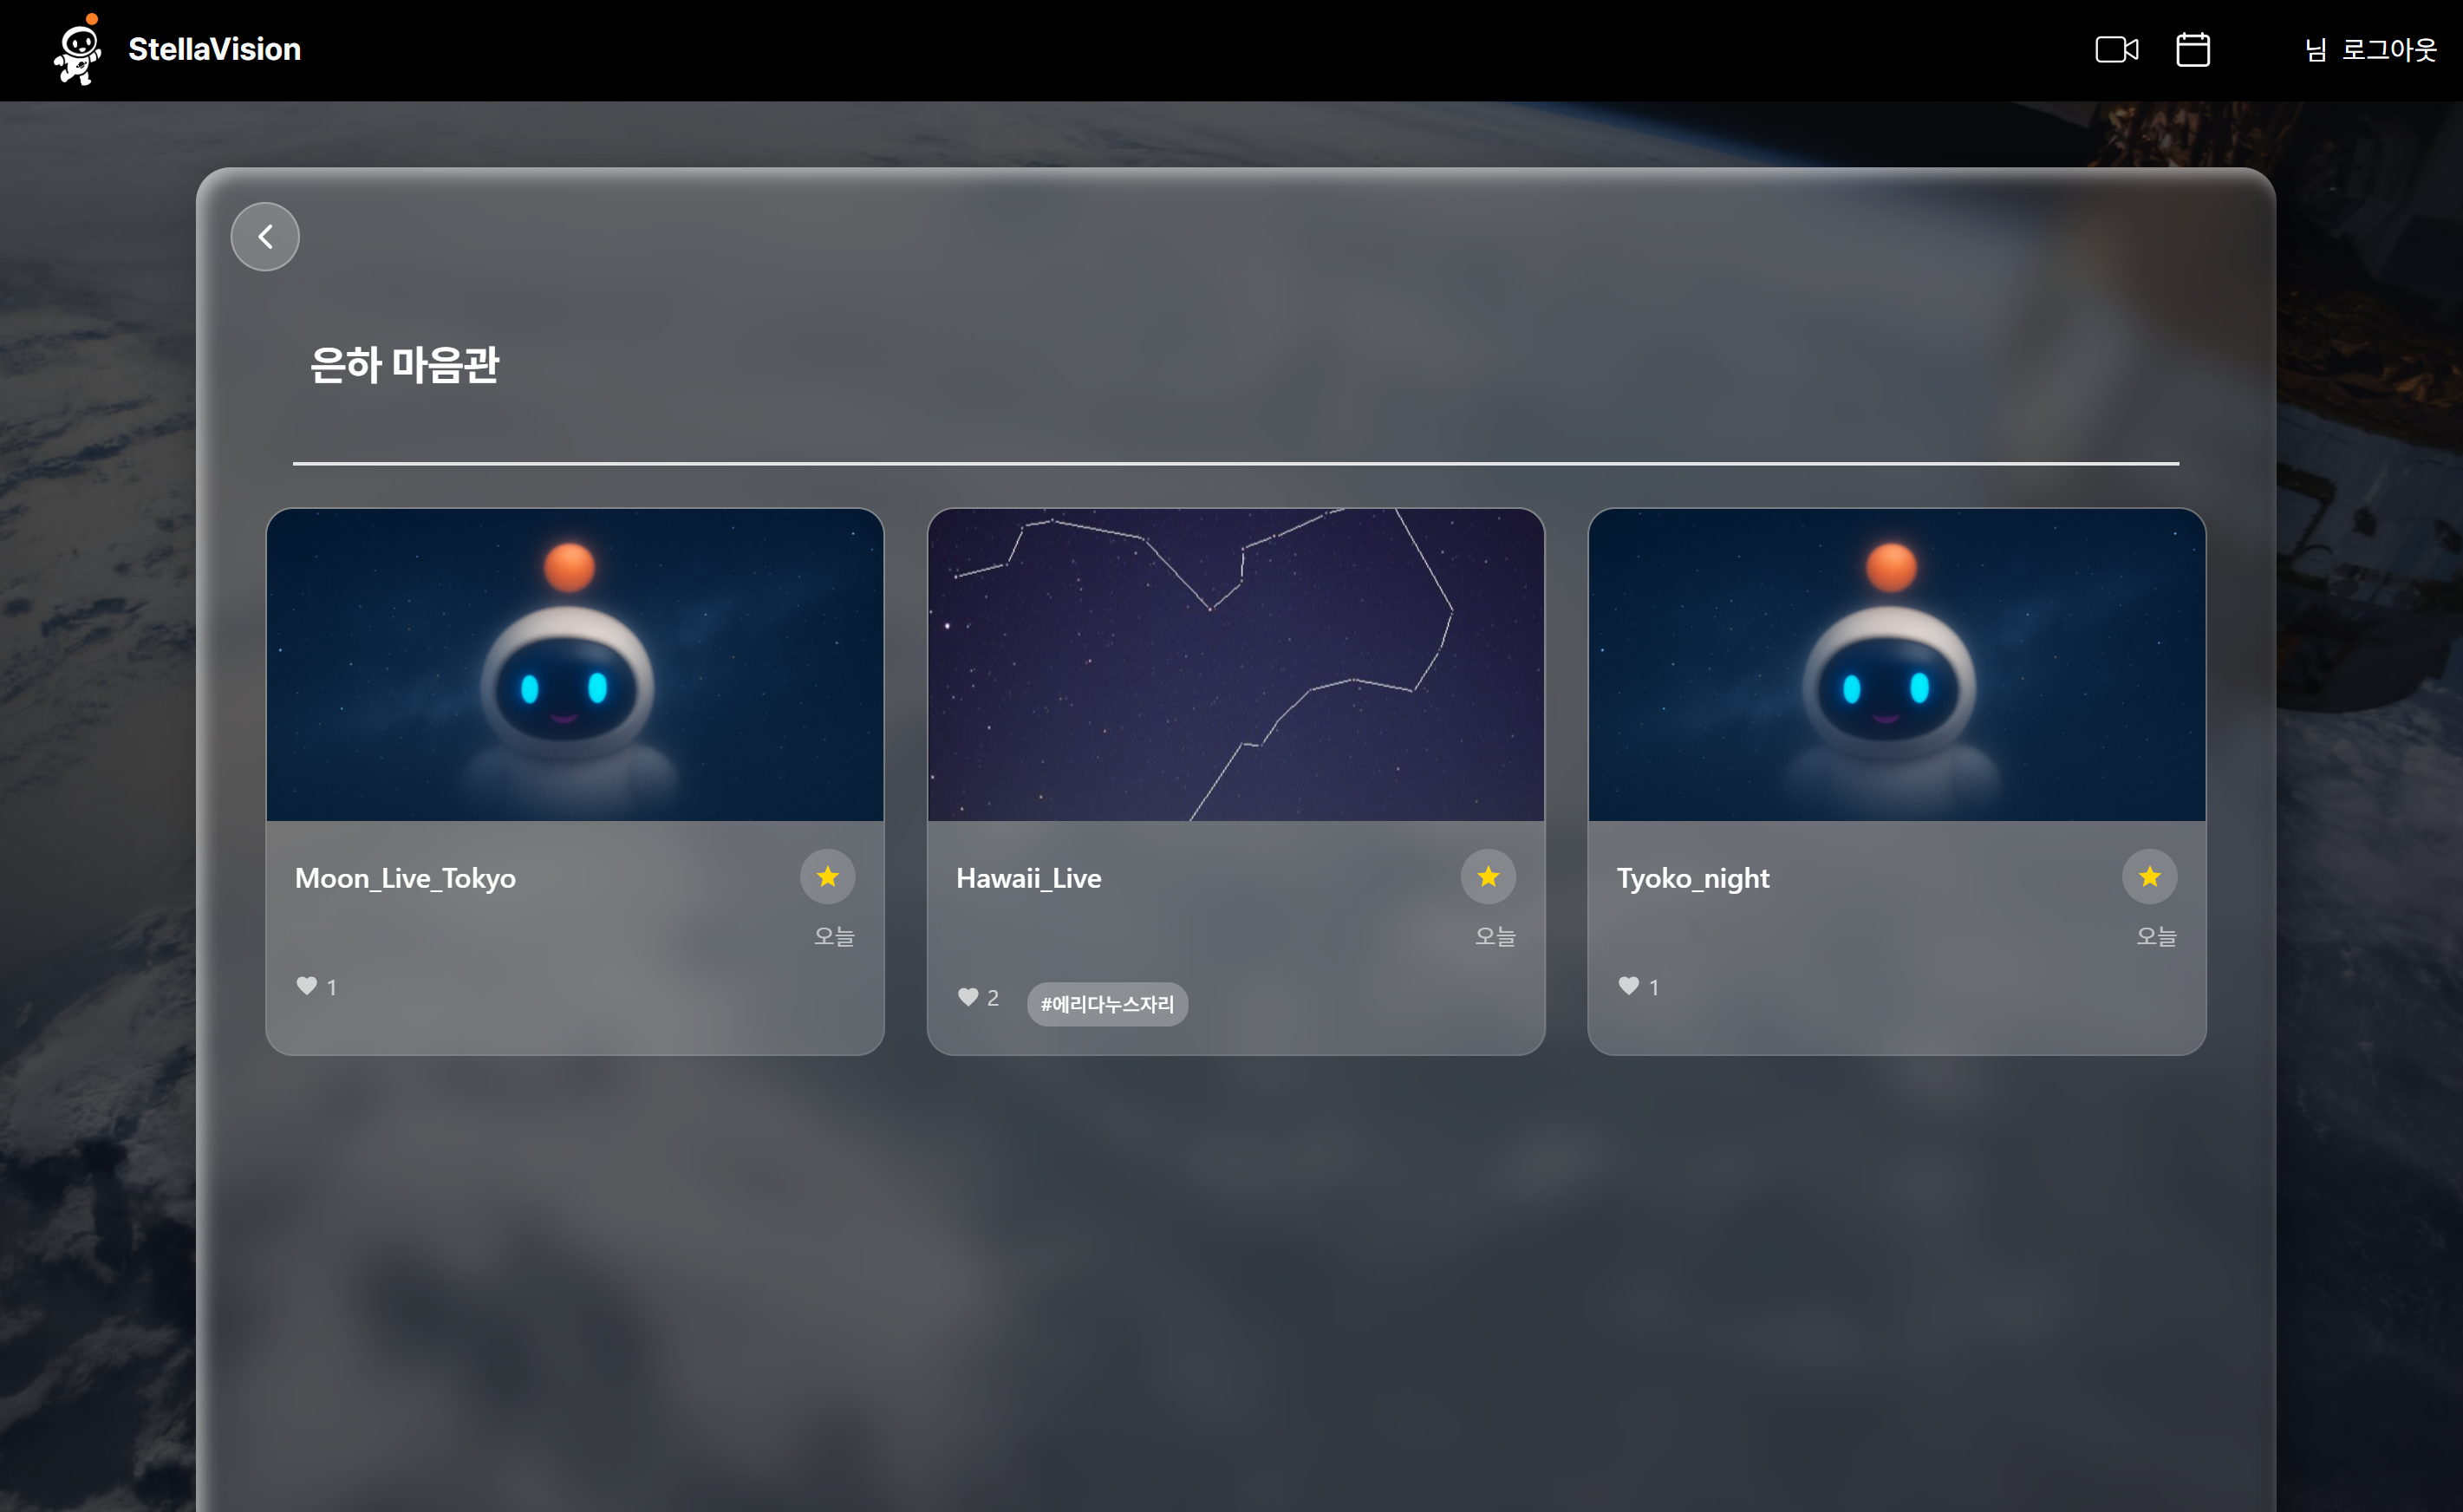 StellaVision
님 로그아웃
은하 마음관
Moon_Live_Tokyo
오늘
1
Hawaii_Live
오늘
2 #에리다누스자리
Tyoko_night
오늘
1